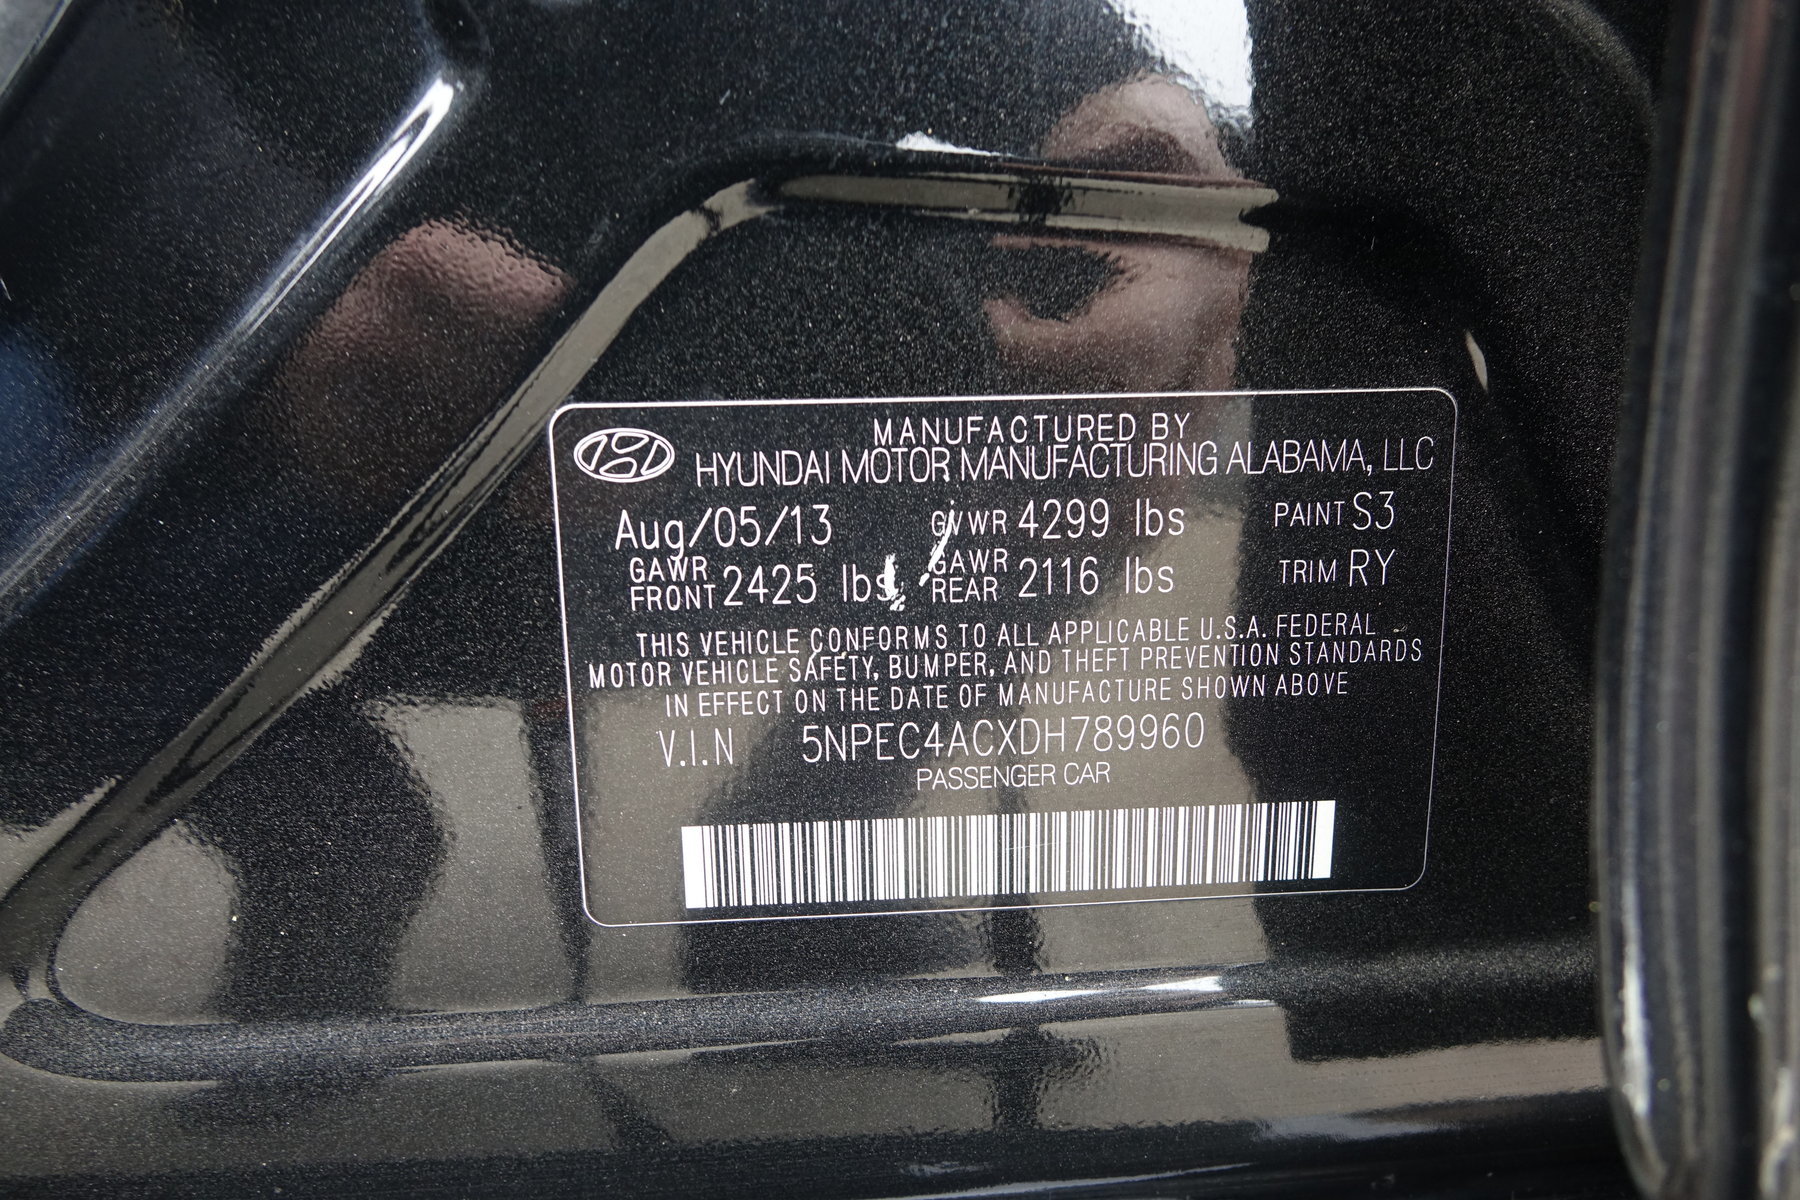 MANUFACTURED BY
HYUNDAI MOTOR MANUFACTURING ALABAMA, LLC
Aug/05/13 GVWR 4299 lbs PAINT S3
GAWR FRONT 2425 lbs GAWR REAR 2116 lbs TRIM RY
THIS VEHICLE CONFORMS TO ALL APPLICABLE U.S.A. FEDERAL
MOTOR VEHICLE SAFETY, BUMPER, AND THEFT PREVENTION STANDARDS
IN EFFECT ON THE DATE OF MANUFACTURE SHOWN ABOVE
V.I.N 5NPEC4ACXDH789960
PASSENGER CAR